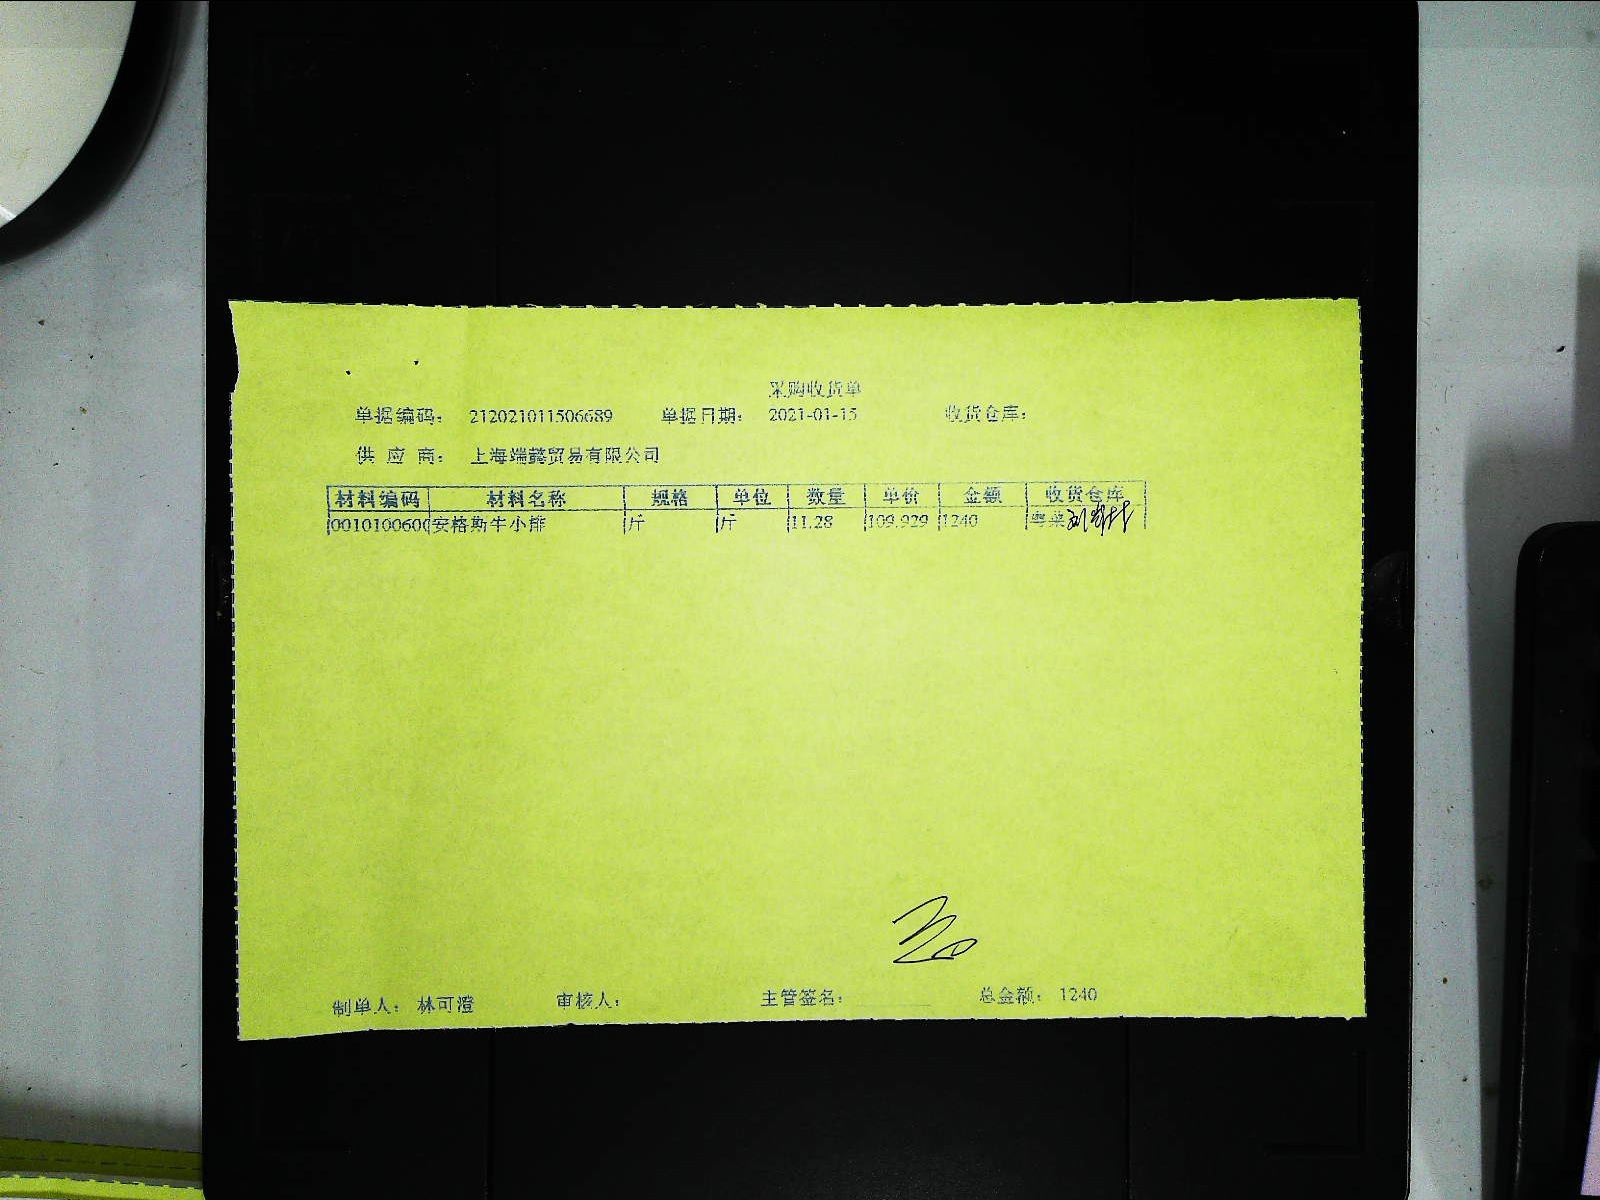 采购收货单
单据编码： 212021011506689 单据日期： 2021-01-15 收货仓库：
供 应 商： 上海端懿贸易有限公司
材料编码 材料名称 规格 单位 数量 单价 金额 收货仓库
0010100600 安格斯牛小排 斤 斤 11.28 109.929 1240 粤菜
制单人： 林可澄 审核人： 主管签名： 总金额： 1240